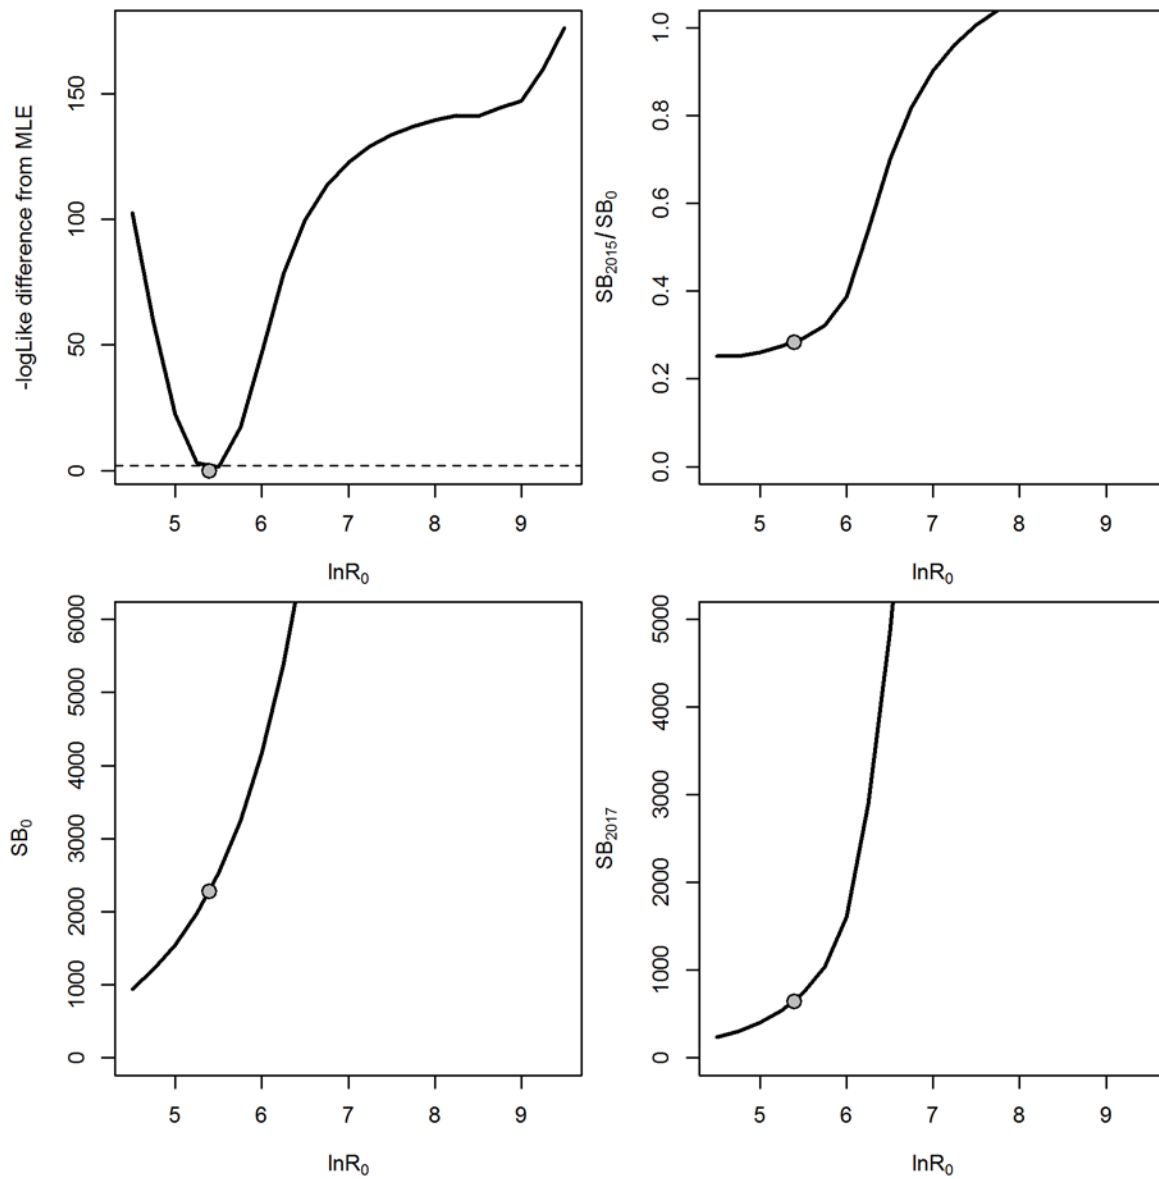 -logLike difference from MLE
0 50 100 150
5 6 7 8 9
lnR₀
SB₂₀₁₅/ SB₀
0.0 0.2 0.4 0.6 0.8 1.0
5 6 7 8 9
lnR₀
SB₀
0 1000 2000 3000 4000 5000 6000
5 6 7 8 9
lnR₀
SB₂₀₁₇
0 1000 2000 3000 4000 5000
5 6 7 8 9
lnR₀